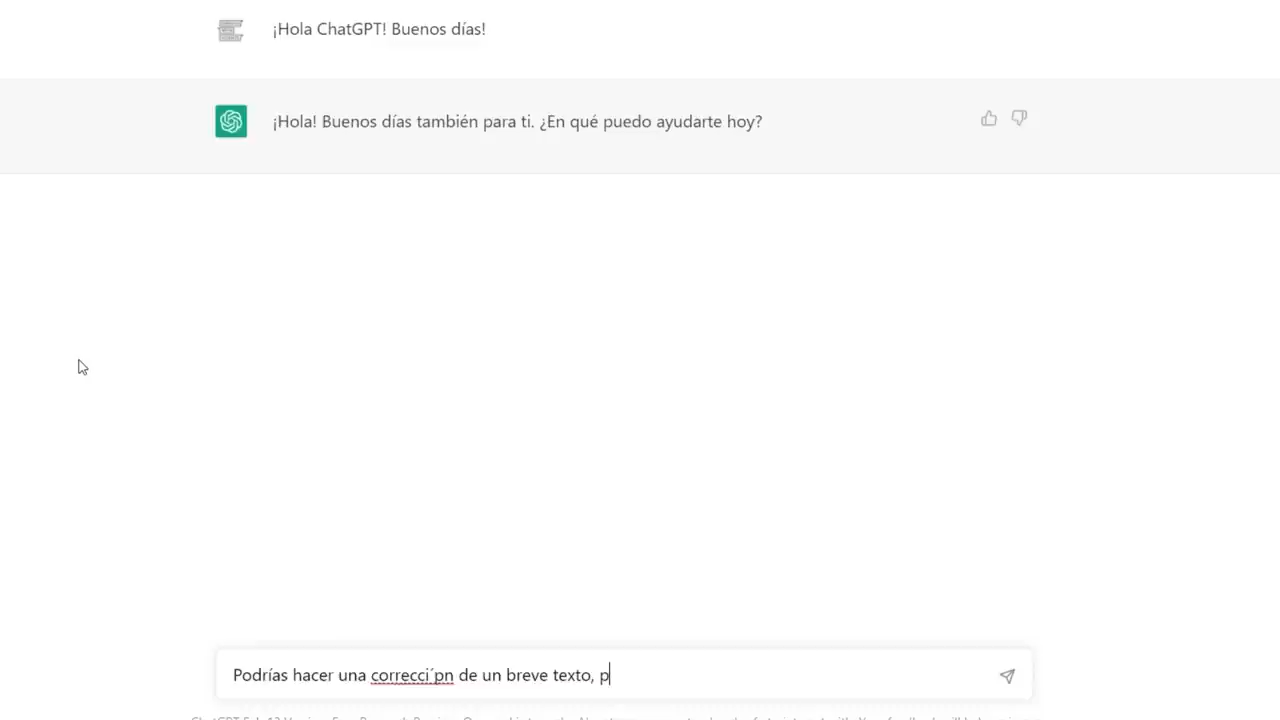 ¡Hola ChatGPT! Buenos días!
¡Hola! Buenos días también para ti. ¿En qué puedo ayudarte hoy?
Podrías hacer una correcci´pn de un breve texto, p